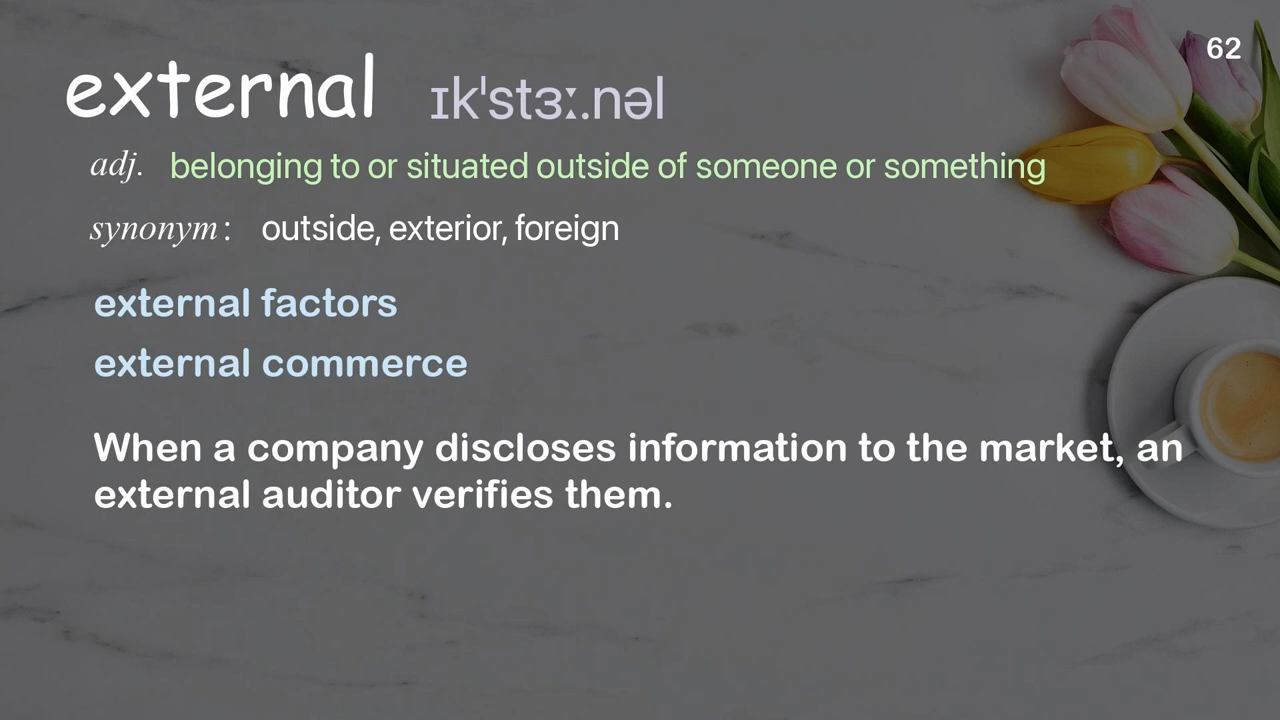 62
external ɪkˈstɜː.nəl
adj. belonging to or situated outside of someone or something
synonym: outside, exterior, foreign
external factors
external commerce
When a company discloses information to the market, an
external auditor verifies them.